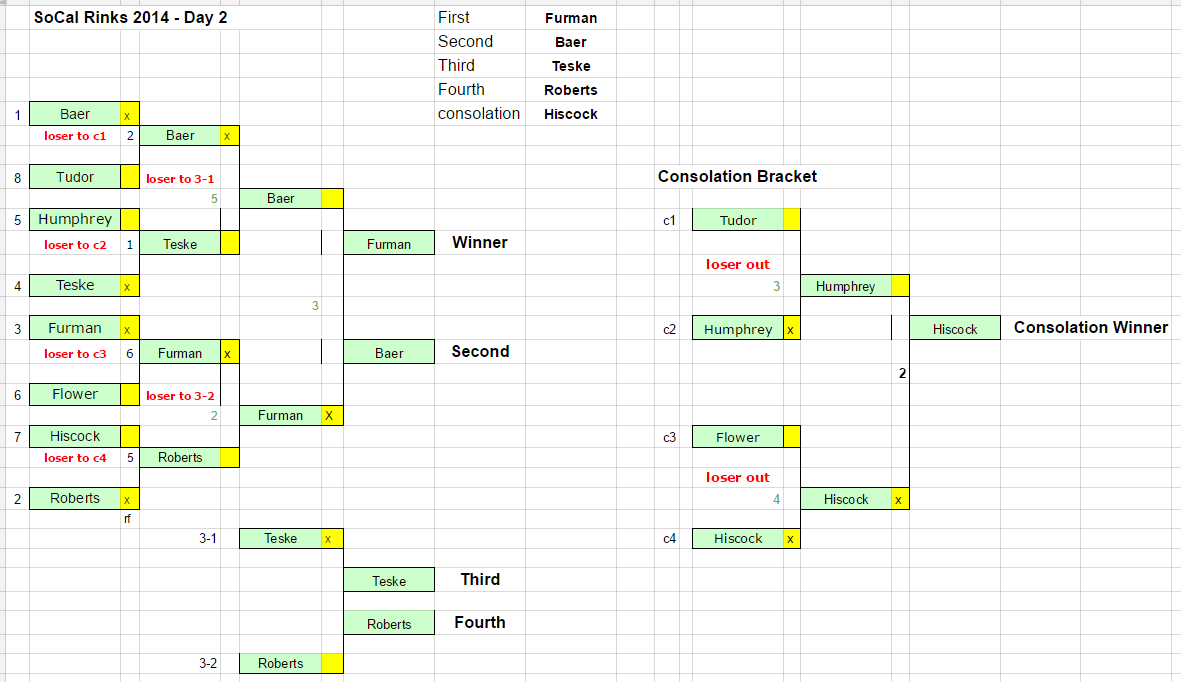 SoCal Rinks 2014 - Day 2
First Furman
Second Baer
Third Teske
Fourth Roberts
consolation Hiscock
1 Baer x
loser to c1 2 Baer x
8 Tudor loser to 3-1
5 Baer
5 Humphrey
loser to c2 1 Teske
Furman Winner
4 Teske x
3
3 Furman x
loser to c3 6 Furman x
Baer Second
6 Flower loser to 3-2
2 Furman X
7 Hiscock
loser to c4 5 Roberts
2 Roberts x
rf
3-1 Teske x
Teske Third
Roberts Fourth
3-2 Roberts
Consolation Bracket
c1 Tudor
loser out
3 Humphrey
c2 Humphrey x
Hiscock Consolation Winner
2
c3 Flower
loser out
4 Hiscock x
c4 Hiscock x